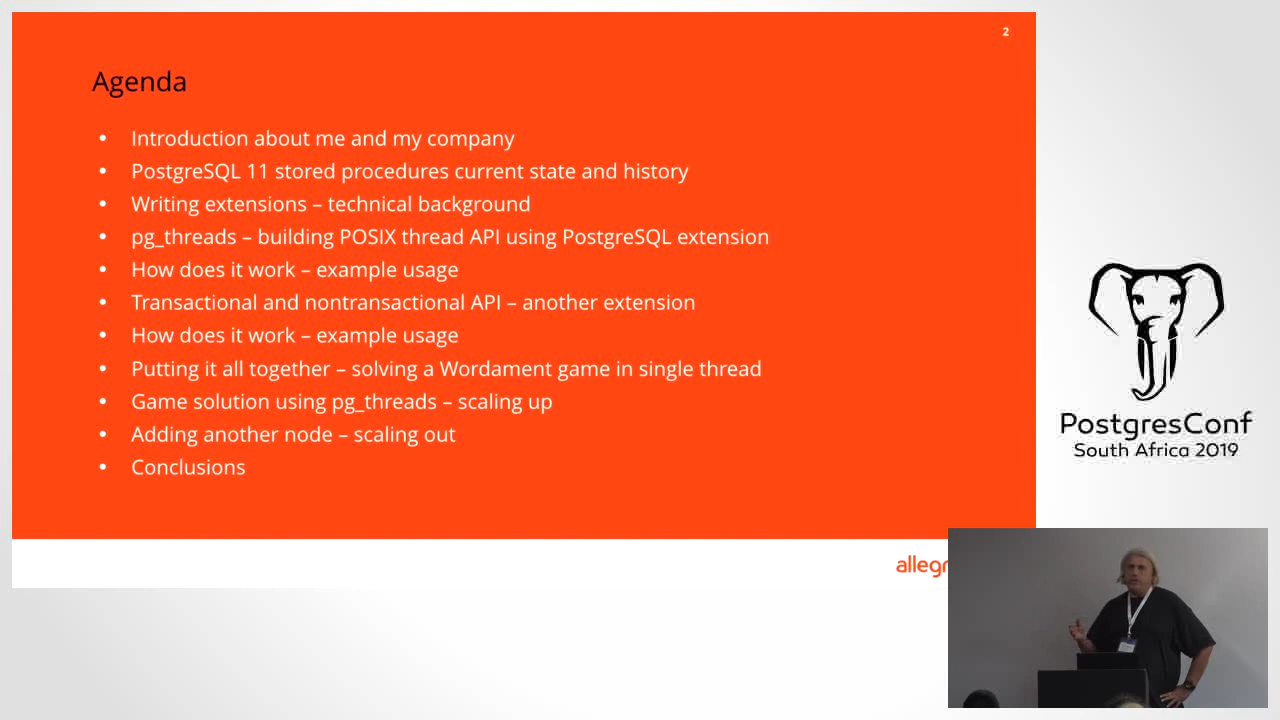 2
Agenda
• Introduction about me and my company
• PostgreSQL 11 stored procedures current state and history
• Writing extensions – technical background
• pg_threads – building POSIX thread API using PostgreSQL extension
• How does it work – example usage
• Transactional and nontransactional API – another extension
• How does it work – example usage
• Putting it all together – solving a Wordament game in single thread
• Game solution using pg_threads – scaling up
• Adding another node – scaling out
• Conclusions
PostgresConf
South Africa 2019
allegr